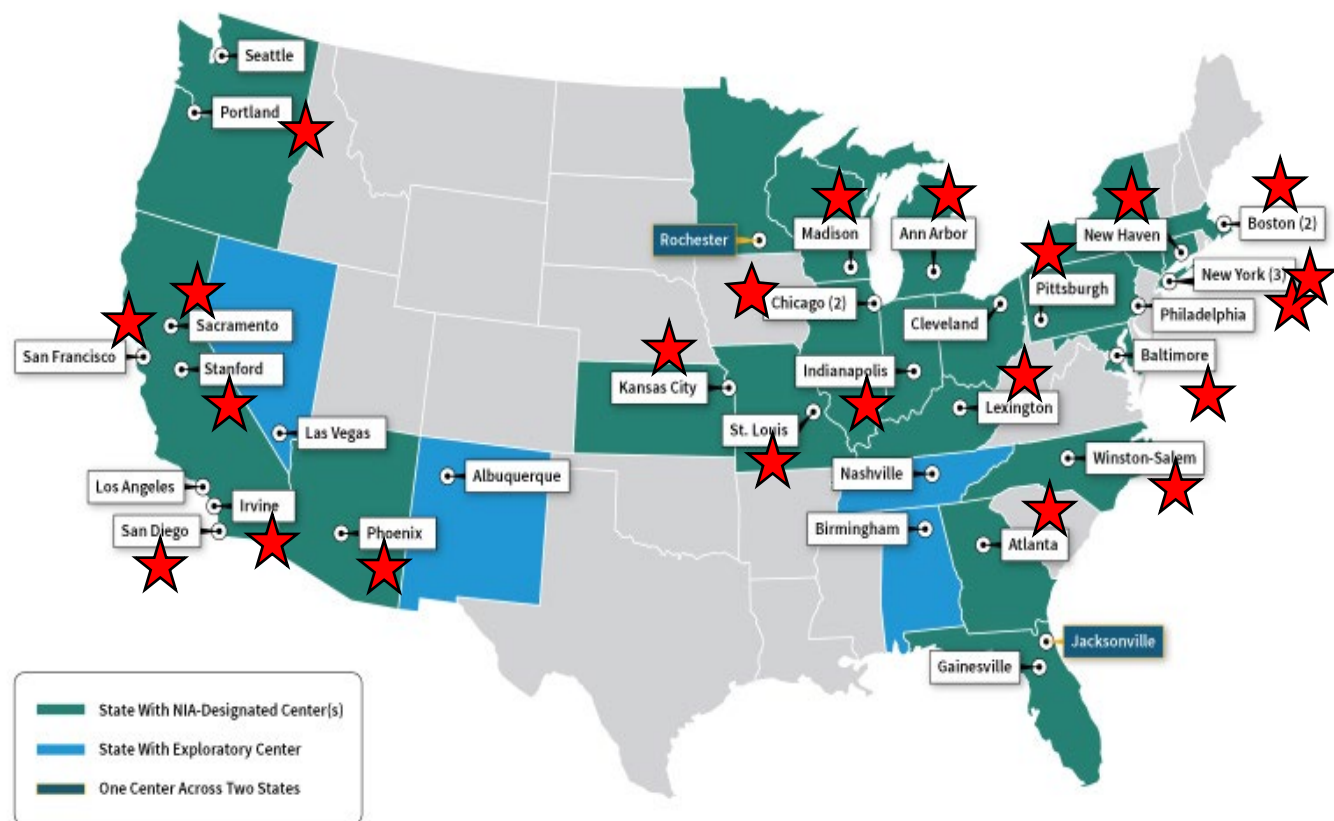 Seattle
Portland
Rochester
Madison
Ann Arbor
New Haven
Boston (2)
New York (3)
Pittsburgh
Philadelphia
Chicago (2)
Cleveland
Sacramento
San Francisco
Stanford
Baltimore
Indianapolis
Kansas City
Lexington
St. Louis
Las Vegas
Winston-Salem
Nashville
Albuquerque
Los Angeles
Irvine
San Diego
Phoenix
Birmingham
Atlanta
Jacksonville
Gainesville
State With NIA-Designated Center(s)
State With Exploratory Center
One Center Across Two States